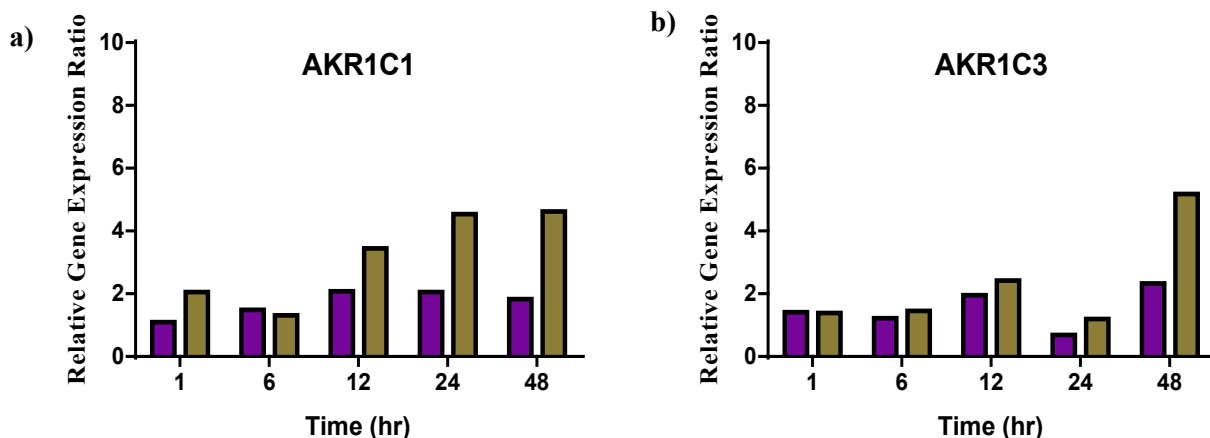 a)
AKR1C1
Relative Gene Expression Ratio
10
8
6
4
2
0
1 6 12 24 48
Time (hr)
b)
AKR1C3
Relative Gene Expression Ratio
10
8
6
4
2
0
1 6 12 24 48
Time (hr)